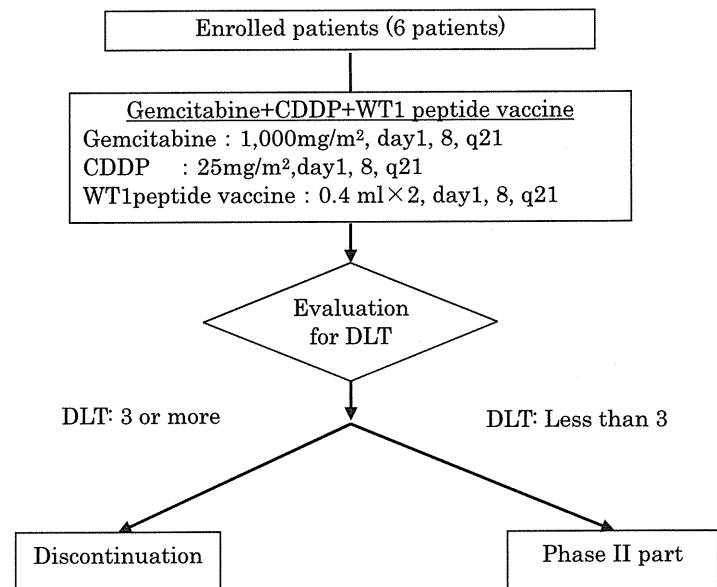 Enrolled patients (6 patients)
Gemcitabine+CDDP+WT1 peptide vaccine
Gemcitabine : 1,000mg/m², day1, 8, q21
CDDP : 25mg/m²,day1, 8, q21
WT1peptide vaccine : 0.4 ml×2, day1, 8, q21
Evaluation
for DLT
DLT: 3 or more
DLT: Less than 3
Discontinuation
Phase II part